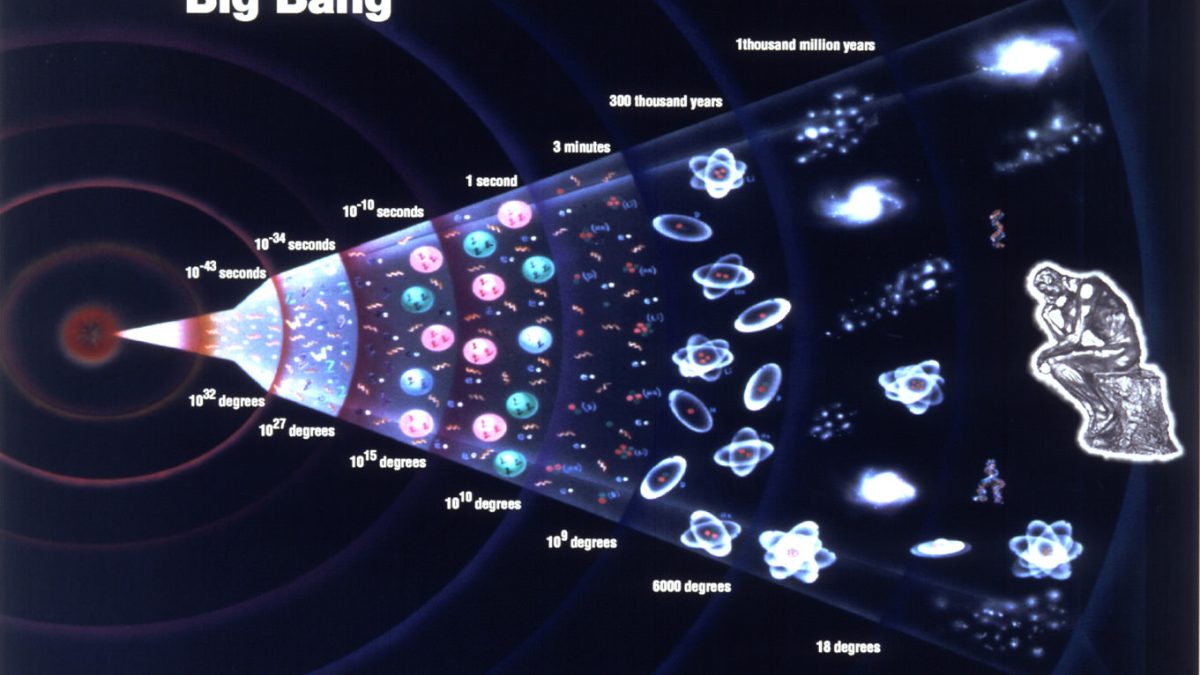 Big Bang
1thousand million years
300 thousand years
3 minutes
1 second
10⁻¹⁰ seconds
10⁻³⁴ seconds
10⁻⁴³ seconds
10³² degrees
10²⁷ degrees
10¹⁵ degrees
10¹⁰ degrees
10⁹ degrees
6000 degrees
18 degrees